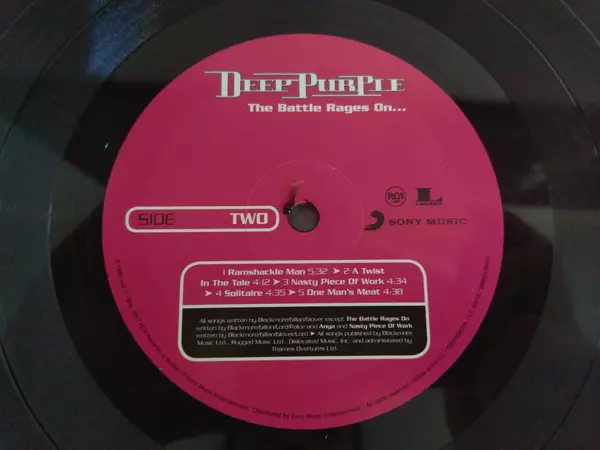 DEEP PURPLE
The Battle Rages On...
SIDE TWO
RCA
LEGACY
SONY MUSIC
1 Ramshackle Man 5:32 ➤ 2 A Twist
In The Tale 4:12 ➤ 3 Nasty Piece Of Work 4:34
➤ 4 Solitaire 4:35 ➤ 5 One Man's Meat 4:38
All songs written by Blackmore/Gillan/Glover except The Battle Rages On
written by Blackmore/Gillan/Lord/Paice and Anya and Nasty Piece Of Work
written by Blackmore/Gillan/Glover/Lord ➤ All songs published by Blackmore
Music Ltd., Rugged Music Ltd., Dislocated Music, Inc. and administered by
Thames Overtures Ltd.